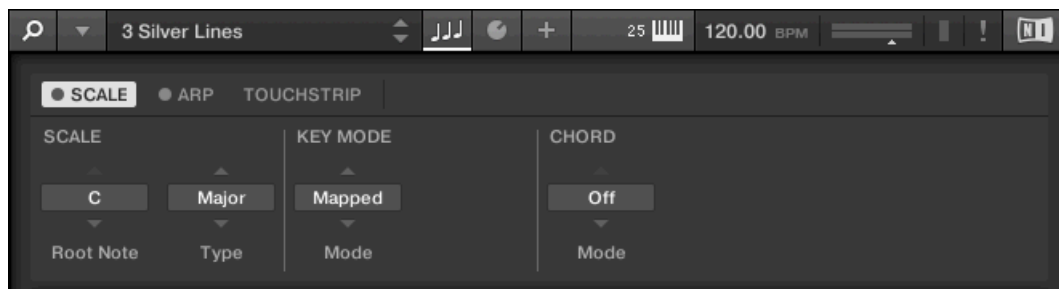 3 Silver Lines 25 120.00 BPM ! NI
SCALE ARP TOUCHSTRIP
SCALE KEY MODE CHORD
C Major Mapped Off
Root Note Type Mode Mode